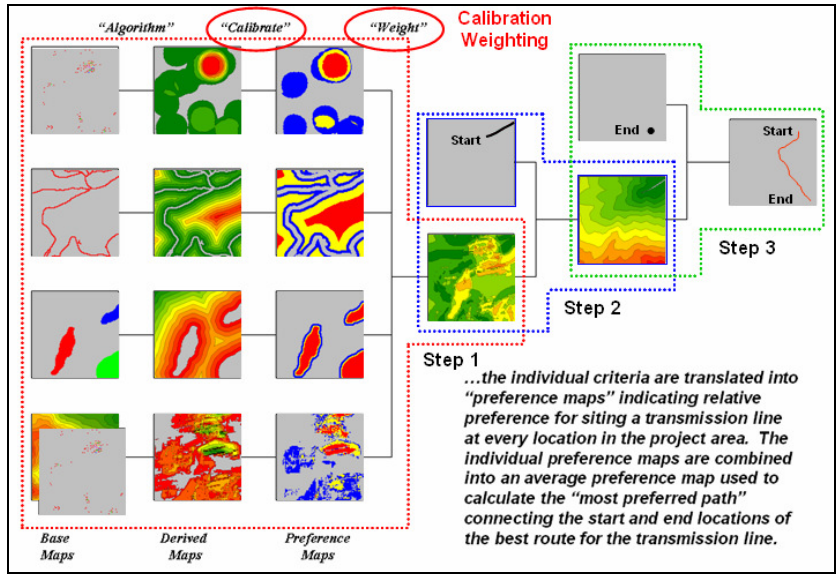 “Algorithm” “Calibrate” “Weight” Calibration
Weighting
Start
End
Start
End
Step 3
Step 2
Step 1
…the individual criteria are translated into
“preference maps” indicating relative
preference for siting a transmission line
at every location in the project area. The
individual preference maps are combined
into an average preference map used to
calculate the “most preferred path”
connecting the start and end locations of
the best route for the transmission line.
Base Derived Preference
Maps Maps Maps